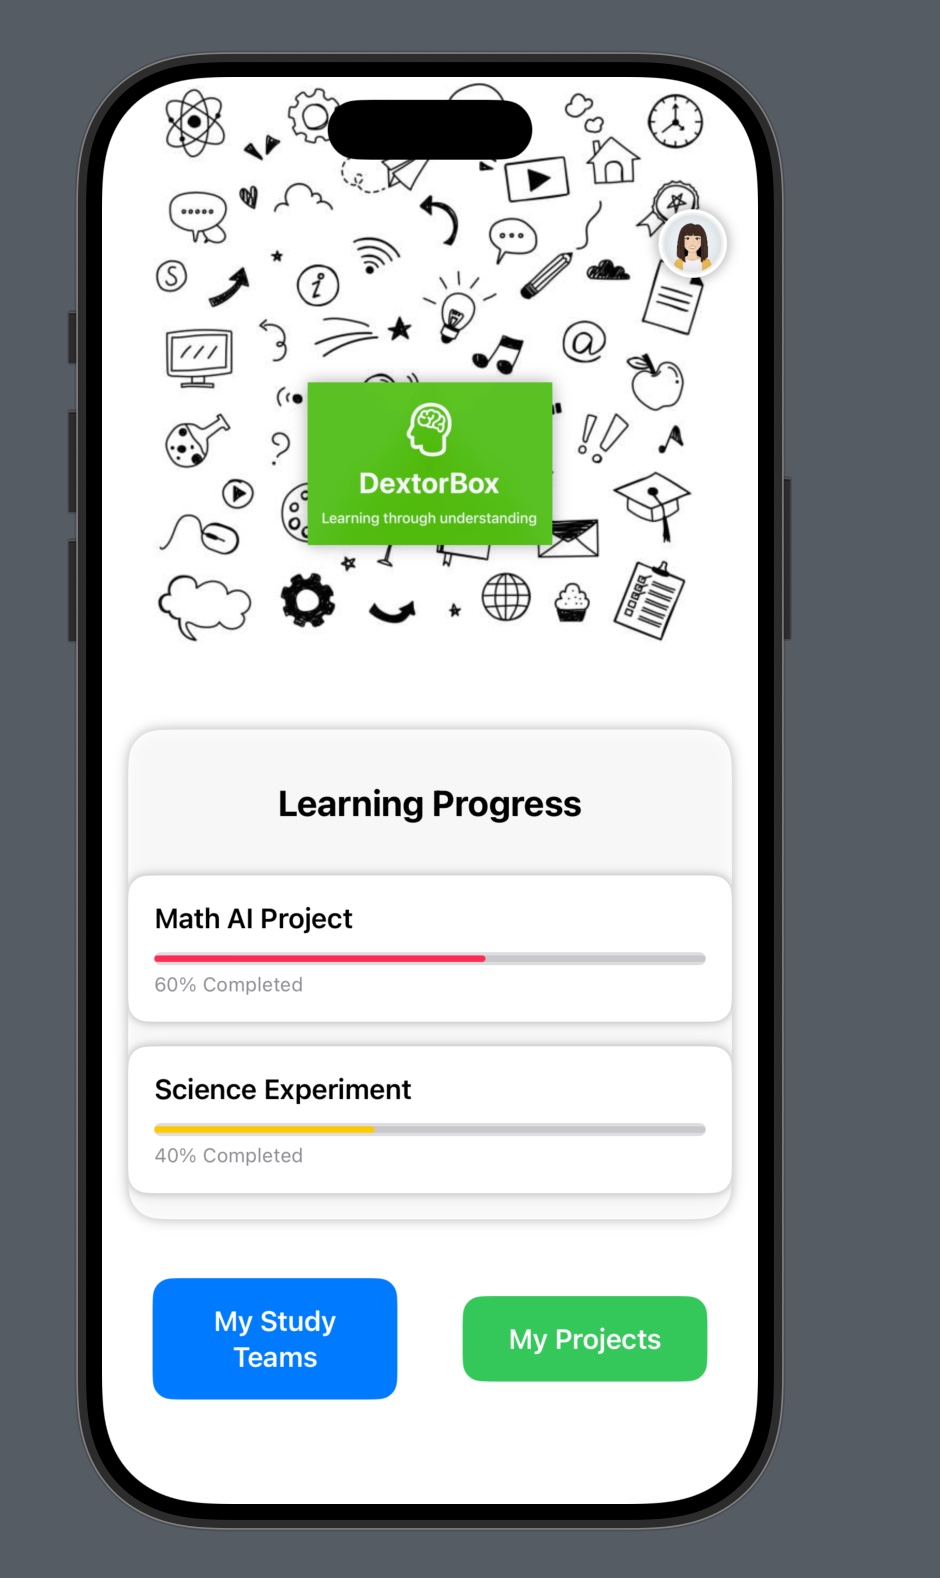 S
i
@
?
!!
DextorBox
Learning through understanding
Learning Progress
Math AI Project
60% Completed
Science Experiment
40% Completed
My Study
Teams
My Projects